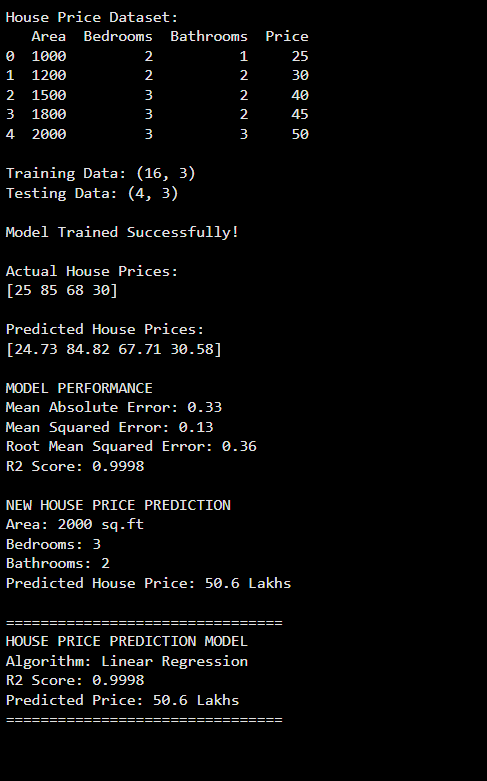 House Price Dataset:
   Area  Bedrooms  Bathrooms  Price
0  1000         2          1     25
1  1200         2          2     30
2  1500         3          2     40
3  1800         3          2     45
4  2000         3          3     50
Training Data: (16, 3)
Testing Data: (4, 3)
Model Trained Successfully!
Actual House Prices:
[25 85 68 30]
Predicted House Prices:
[24.73 84.82 67.71 30.58]
MODEL PERFORMANCE
Mean Absolute Error: 0.33
Mean Squared Error: 0.13
Root Mean Squared Error: 0.36
R2 Score: 0.9998
NEW HOUSE PRICE PREDICTION
Area: 2000 sq.ft
Bedrooms: 3
Bathrooms: 2
Predicted House Price: 50.6 Lakhs
================================
HOUSE PRICE PREDICTION MODEL
Algorithm: Linear Regression
R2 Score: 0.9998
Predicted Price: 50.6 Lakhs
================================